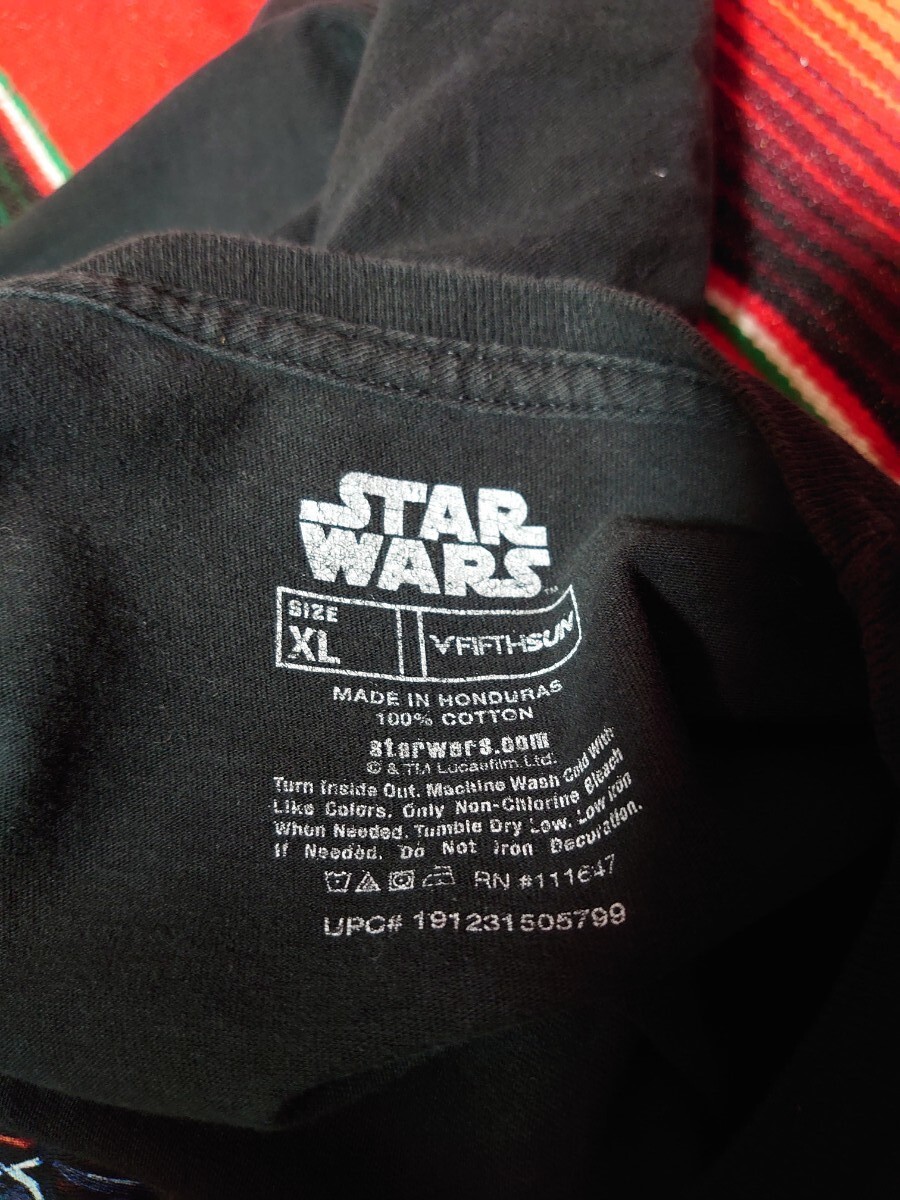 STAR
WARS™
SIZE
XL
FIFTHSUN
MADE IN HONDURAS
100% COTTON
starwars.com
© & TM Lucasfilm Ltd.
Turn Inside Out. Machine Wash Cold With
Like Colors. Only Non-Chlorine Bleach
When Needed. Tumble Dry Low. Low Iron
If Needed. Do Not Iron Decoration.
RN #111647
UPC# 191231505799